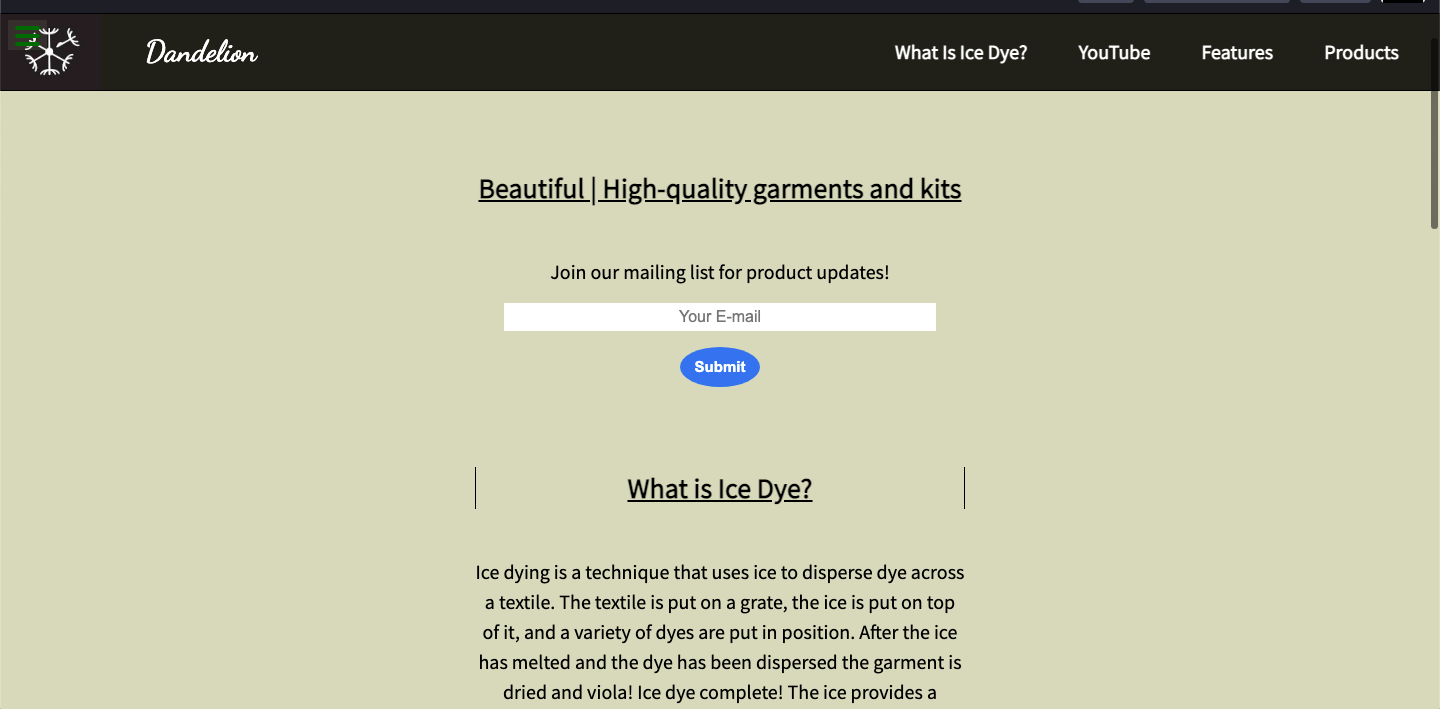 Dandelion
What Is Ice Dye?
YouTube
Features
Products
Beautiful | High-quality garments and kits
Join our mailing list for product updates!
Your E-mail
Submit
What is Ice Dye?
Ice dying is a technique that uses ice to disperse dye across
a textile. The textile is put on a grate, the ice is put on top
of it, and a variety of dyes are put in position. After the ice
has melted and the dye has been dispersed the garment is
dried and viola! Ice dye complete! The ice provides a